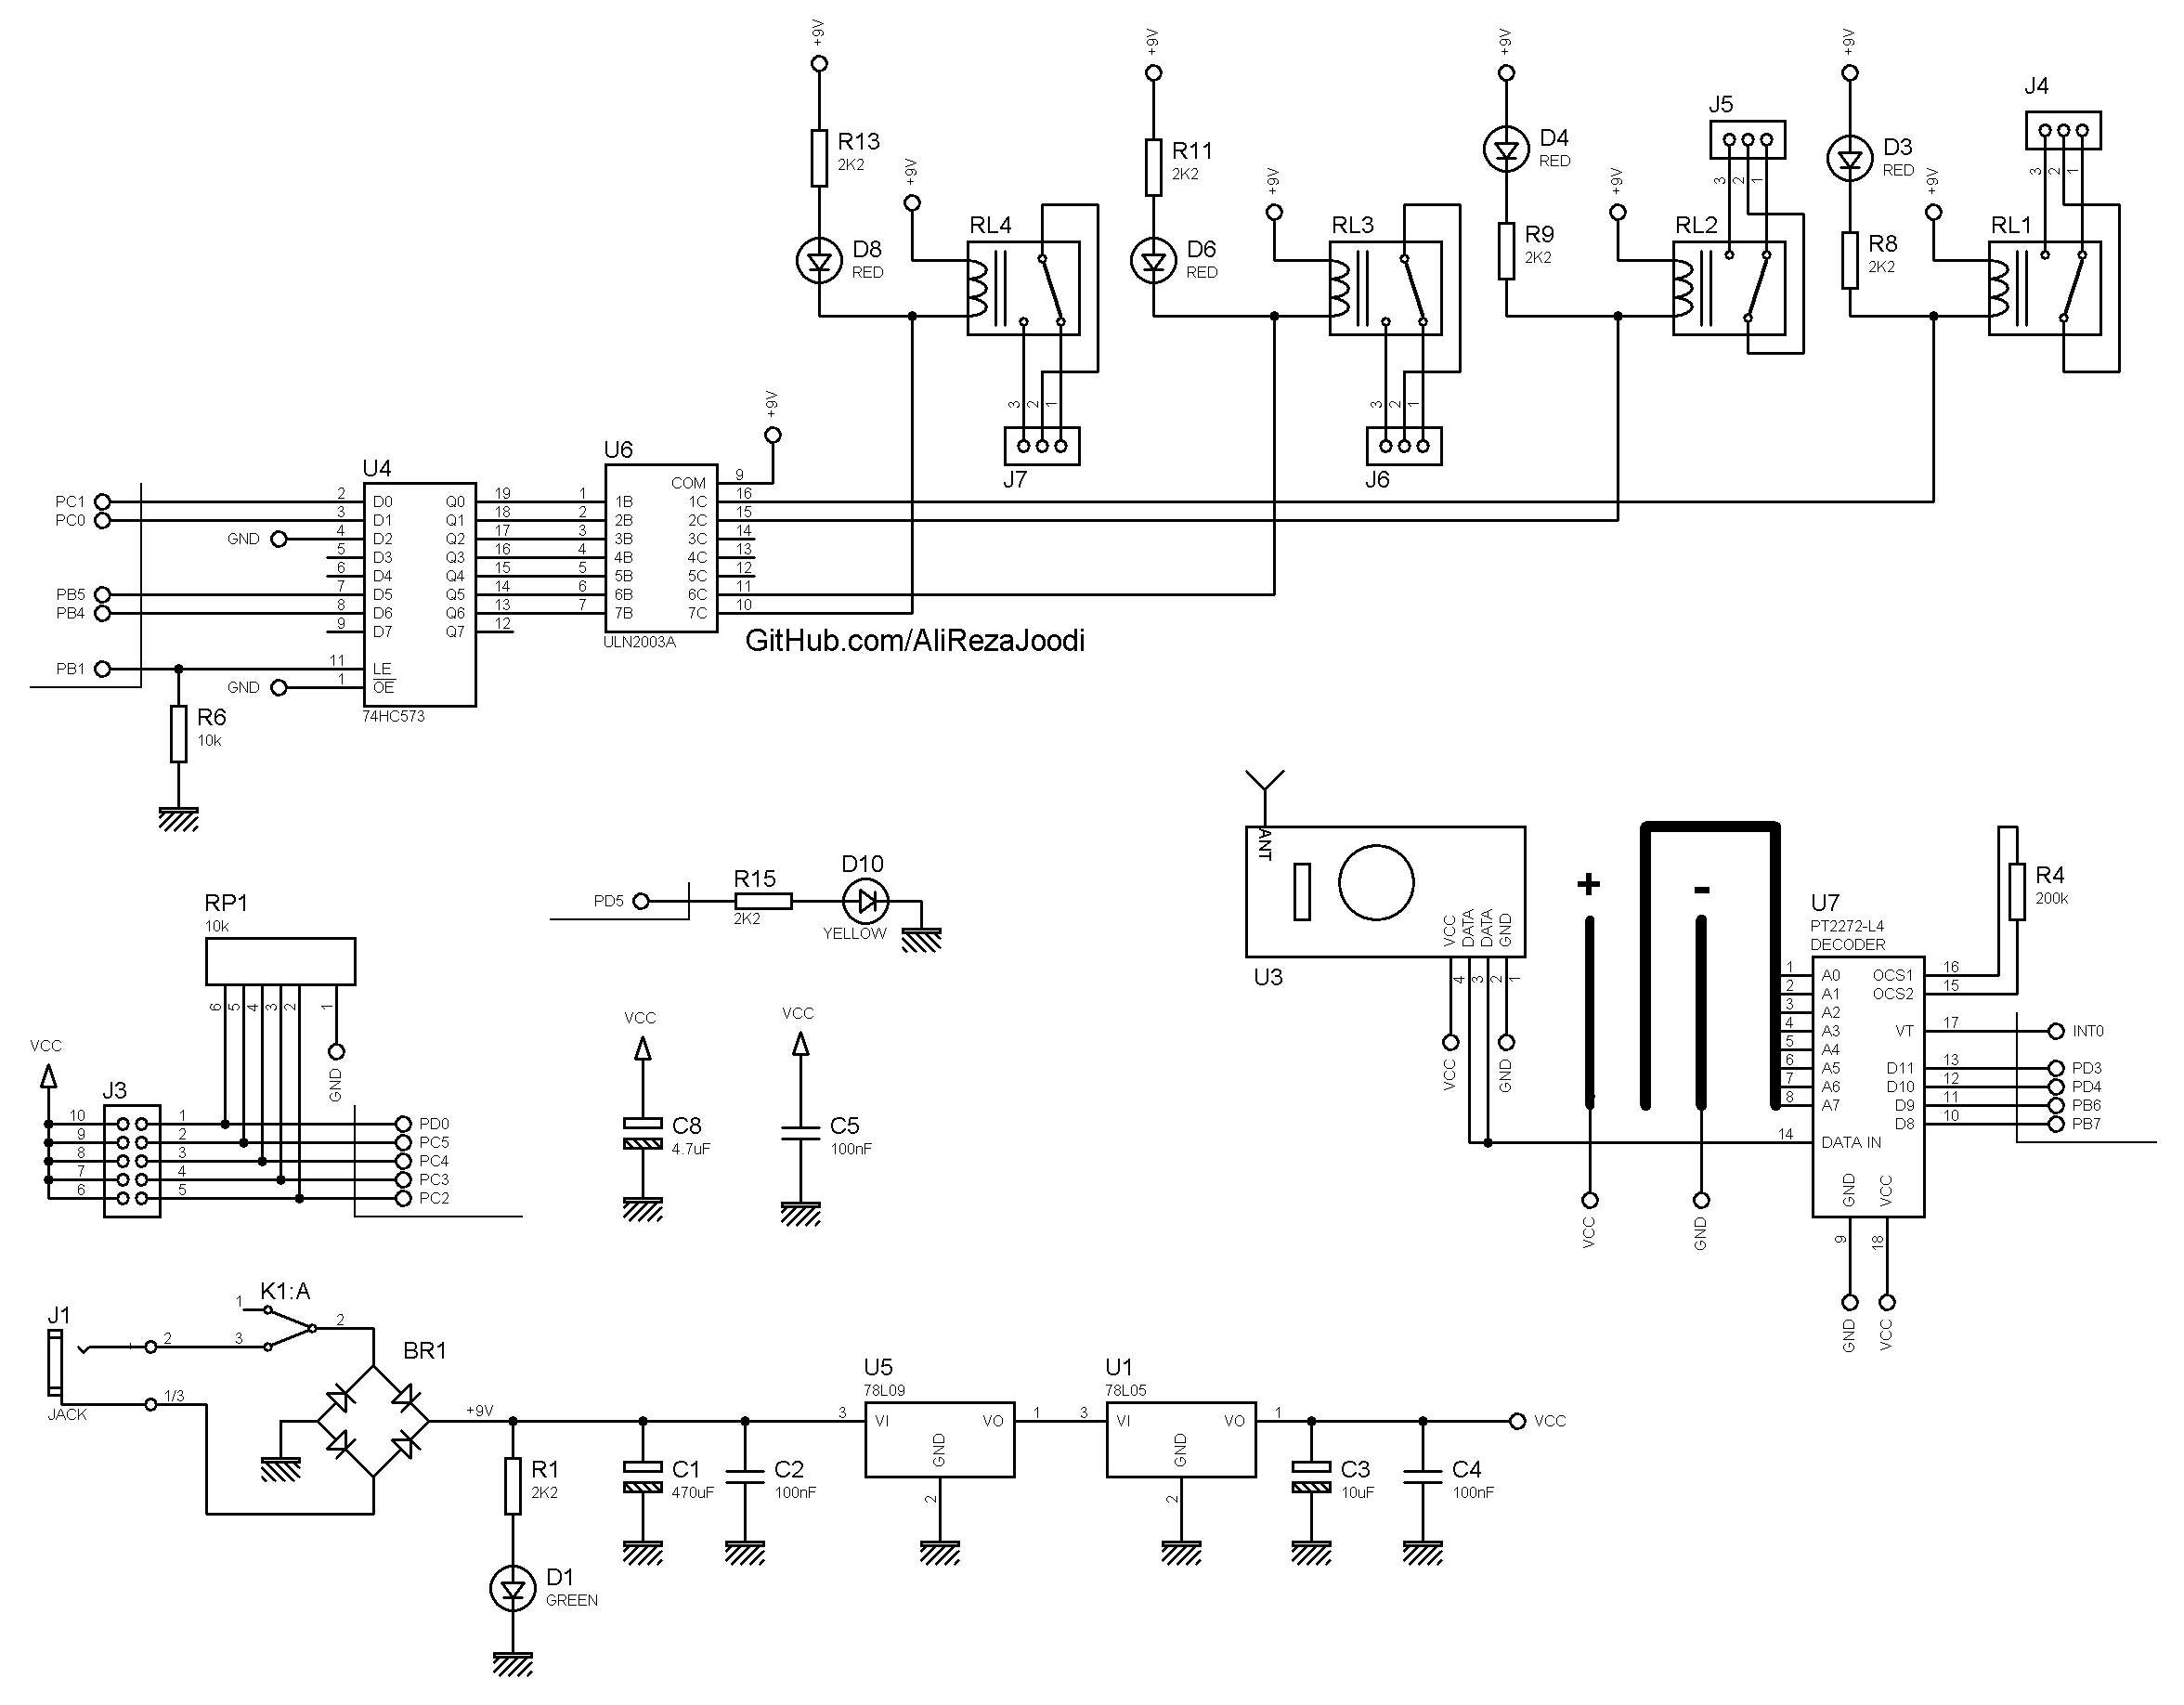 +9V
+9V
+9V
+9V
R13
2K2
D8
RED
+9V
RL4
3
2
1
J7
R11
2K2
D6
RED
+9V
RL3
3
2
1
J6
D4
RED
R9
2K2
+9V
RL2
J5
3
2
1
D3
RED
R8
2K2
+9V
RL1
J4
3
2
1
U4
PC1
PC0
GND
PB5
PB4
PB1
GND
2 D0 Q0 19
3 D1 Q1 18
4 D2 Q2 17
5 D3 Q3 16
6 D4 Q4 15
7 D5 Q5 14
8 D6 Q6 13
9 D7 Q7 12
11 LE
1 OE
74HC573
R6
10k
U6
+9V
COM 9
1 1B 1C 16
2 2B 2C 15
3 3B 3C 14
4 4B 4C 13
5 5B 5C 12
6 6B 6C 11
7 7B 7C 10
ULN2003A
GitHub.com/AliRezaJoodi
RP1
10k
6
5
4
3
2
1
GND
VCC
J3
10 1 PD0
9 2 PC5
8 3 PC4
7 4 PC3
6 5 PC2
PD5
R15
2K2
D10
YELLOW
VCC
C8
4.7uF
VCC
C5
100nF
ANT
VCC
DATA
DATA
GND
U3
4
3
2
1
VCC
GND
+
-
VCC
GND
U7
PT2272-L4
DECODER
R4
200k
1 A0 OCS1 16
2 A1 OCS2 15
3 A2
4 A3 VT 17 INT0
5 A4
6 A5 D11 13 PD3
7 A6 D10 12 PD4
8 A7 D9 11 PB6
D8 10 PB7
14 DATA IN
GND
VCC
9
18
GND
VCC
J1
JACK
2
1/3
K1:A
1
3
2
BR1
+9V
R1
2K2
D1
GREEN
C1
470uF
C2
100nF
U5
78L09
3 VI VO 1
GND
2
U1
78L05
3 VI VO 1
GND
2
C3
10uF
C4
100nF
VCC